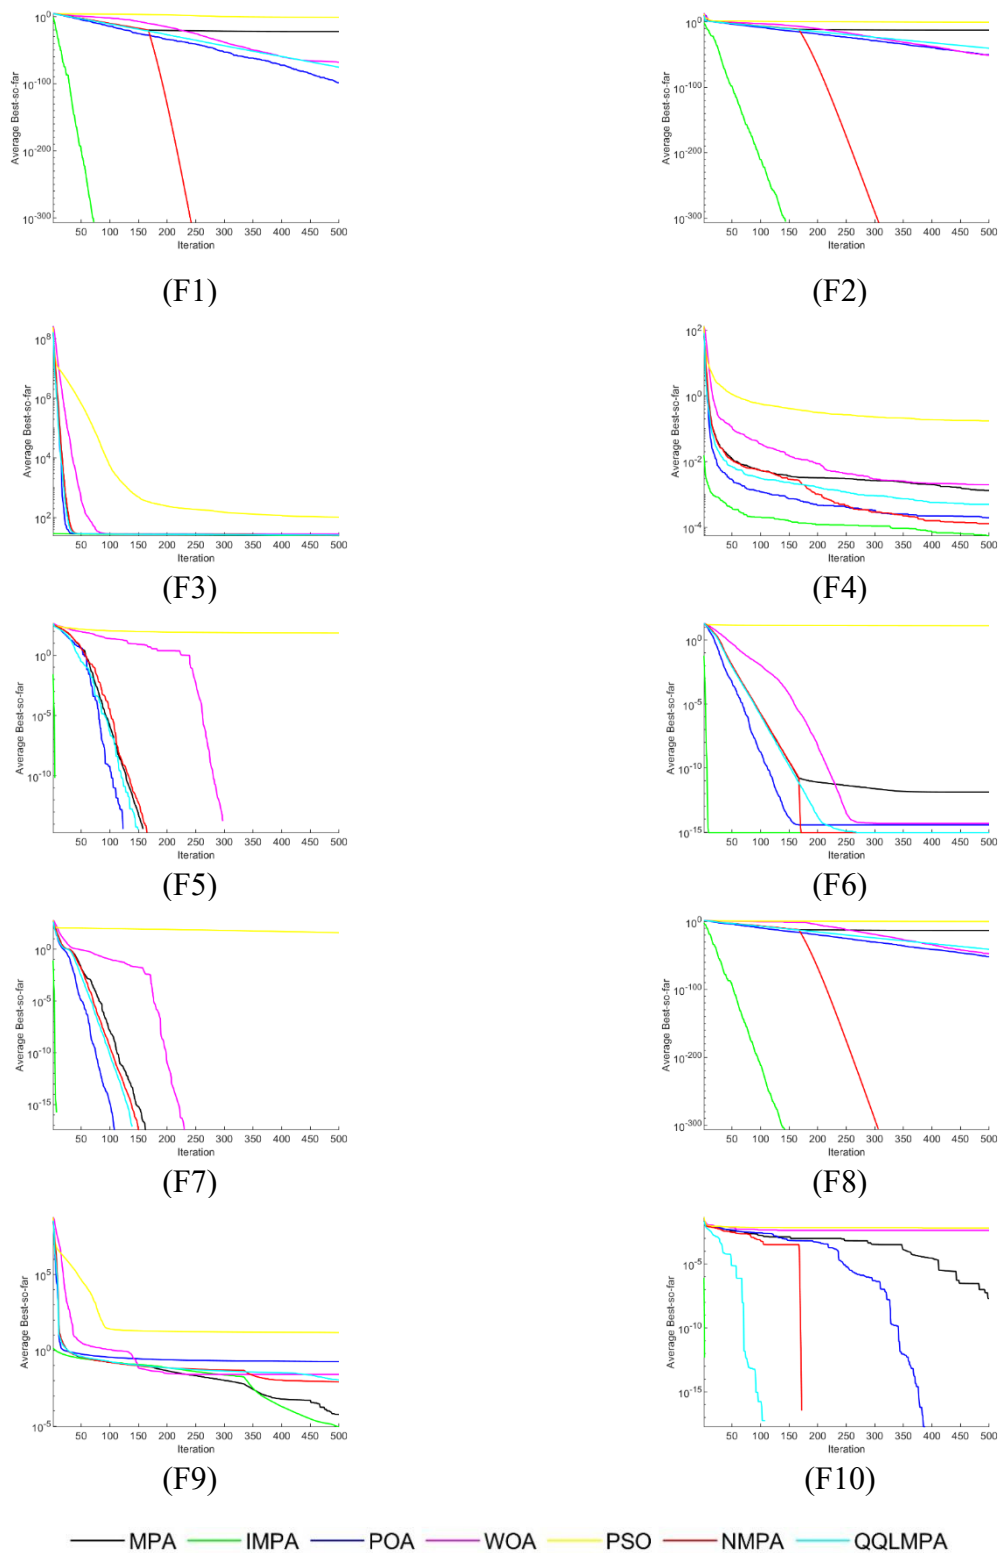 Average Best-so-far
10^0
10^-100
10^-200
10^-300
50 100 150 200 250 300 350 400 450 500
Iteration
(F1)
Average Best-so-far
10^0
10^-100
10^-200
10^-300
50 100 150 200 250 300 350 400 450 500
Iteration
(F2)
Average Best-so-far
10^8
10^6
10^4
10^2
50 100 150 200 250 300 350 400 450 500
Iteration
(F3)
Average Best-so-far
10^2
10^0
10^-2
10^-4
50 100 150 200 250 300 350 400 450 500
Iteration
(F4)
Average Best-so-far
10^0
10^-5
10^-10
50 100 150 200 250 300 350 400 450 500
Iteration
(F5)
Average Best-so-far
10^0
10^-5
10^-10
10^-15
50 100 150 200 250 300 350 400 450 500
Iteration
(F6)
Average Best-so-far
10^0
10^-5
10^-10
10^-15
50 100 150 200 250 300 350 400 450 500
Iteration
(F7)
Average Best-so-far
10^0
10^-100
10^-200
10^-300
50 100 150 200 250 300 350 400 450 500
Iteration
(F8)
Average Best-so-far
10^5
10^0
10^-5
50 100 150 200 250 300 350 400 450 500
Iteration
(F9)
Average Best-so-far
10^-5
10^-10
10^-15
50 100 150 200 250 300 350 400 450 500
Iteration
(F10)
MPA IMPA POA WOA PSO NMPA QQLMPA